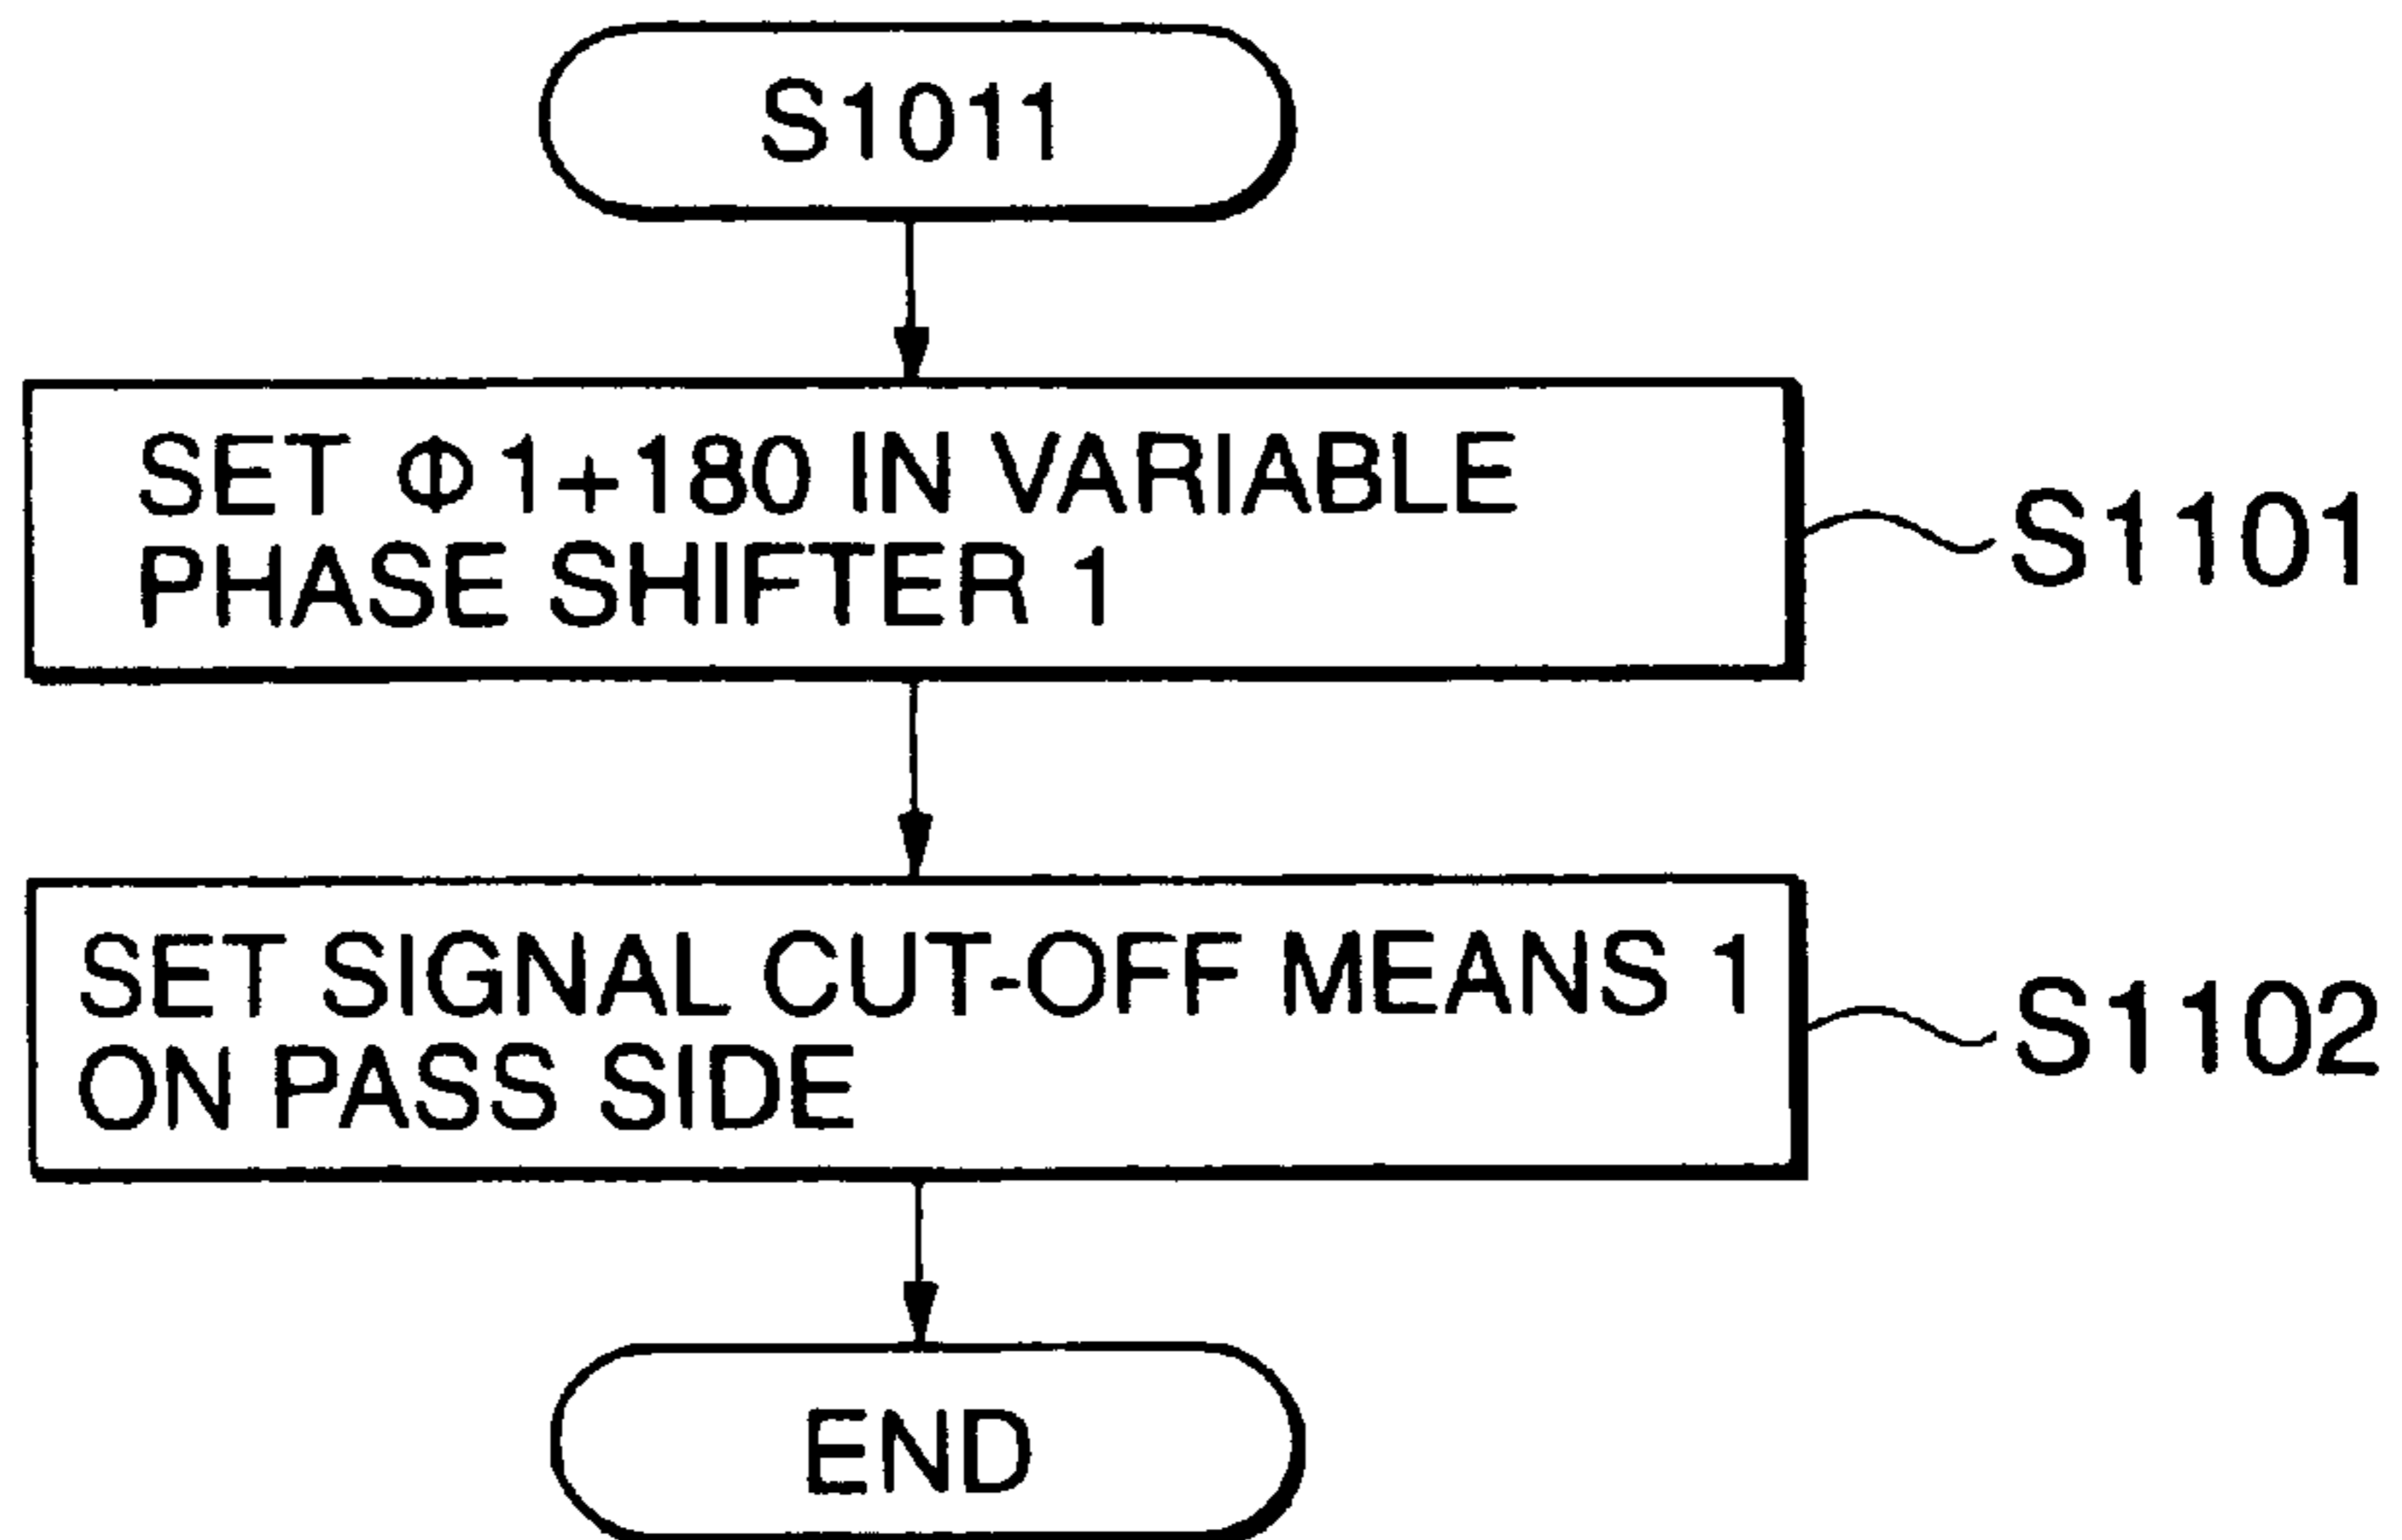 S1011
SET Φ1+180 IN VARIABLE
PHASE SHIFTER 1
S1101
SET SIGNAL CUT-OFF MEANS 1
ON PASS SIDE
S1102
END